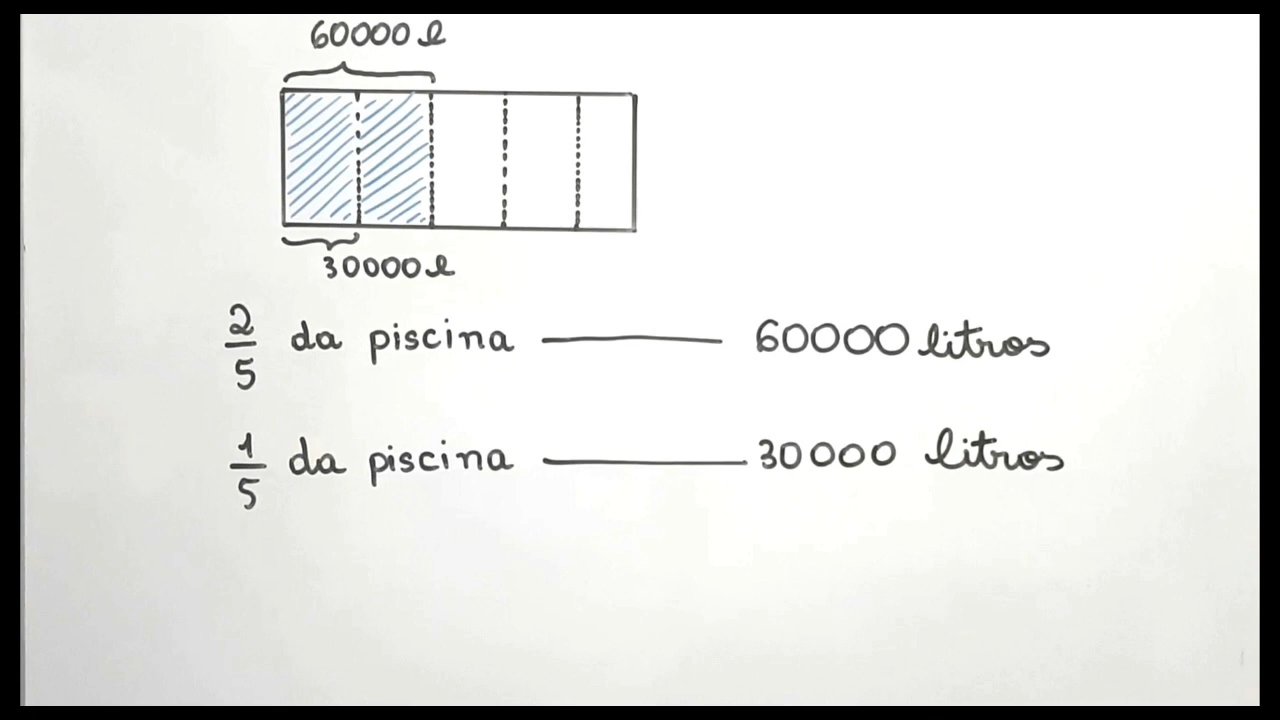 60000 l
30000 l
2/5 da piscina — 60000 litros
1/5 da piscina — 30000 litros